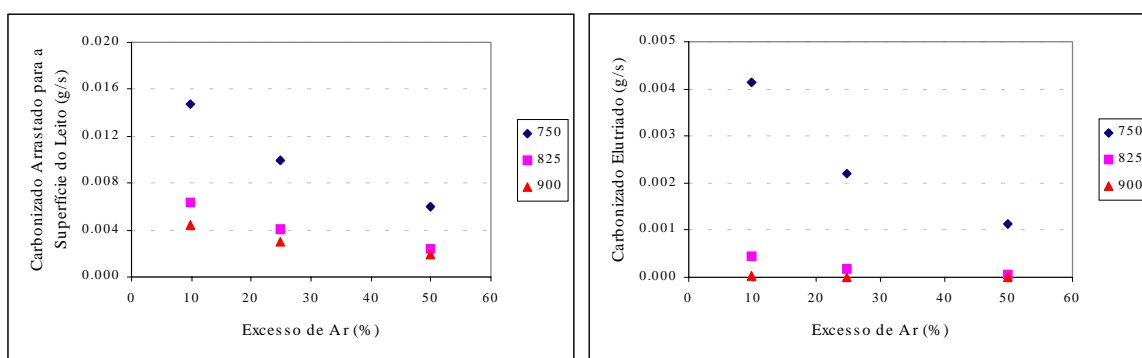 Carbonizado Arrastado para a
Superfície do Leito (g/s)
0.020
0.016
0.012
0.008
0.004
0.000
0 10 20 30 40 50 60
Excesso de Ar (%)
750
825
900
Carbonizado Elutriado (g/s)
0.005
0.004
0.003
0.002
0.001
0.000
0 10 20 30 40 50 60
Excesso de Ar (%)
750
825
900